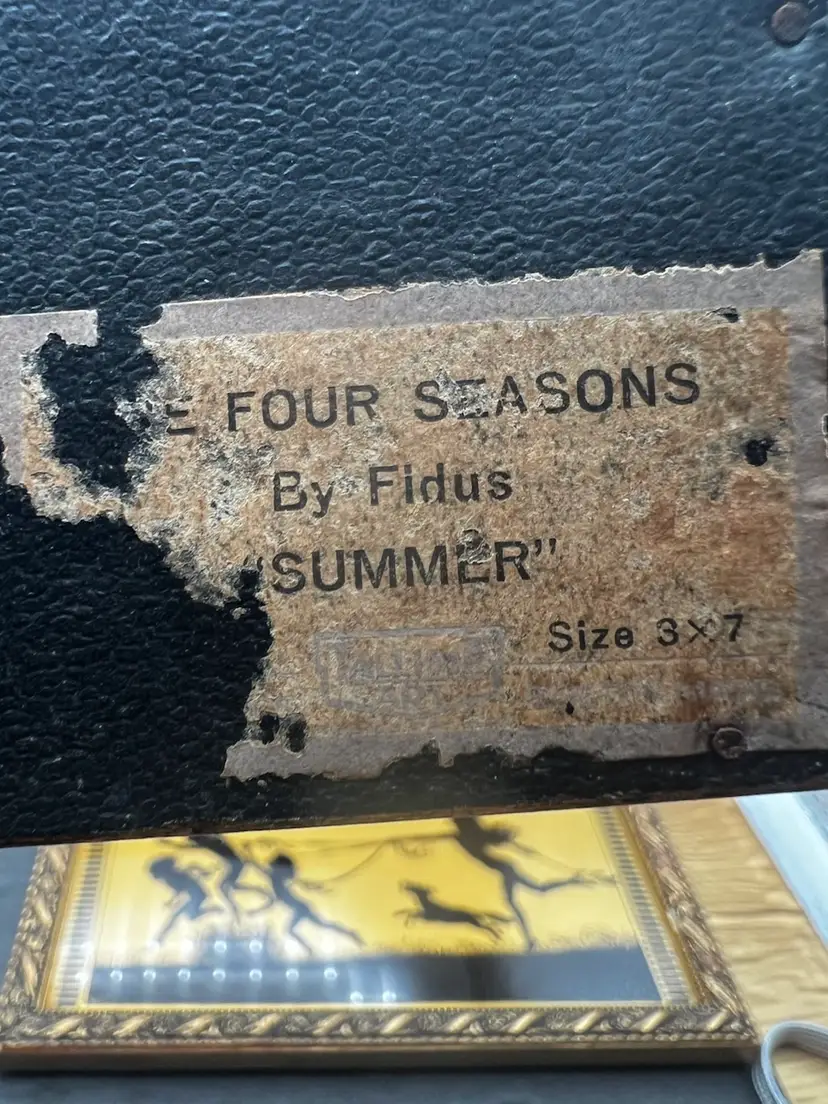 E FOUR SEASONS
By Fidus
"SUMMER"
Size 3×7